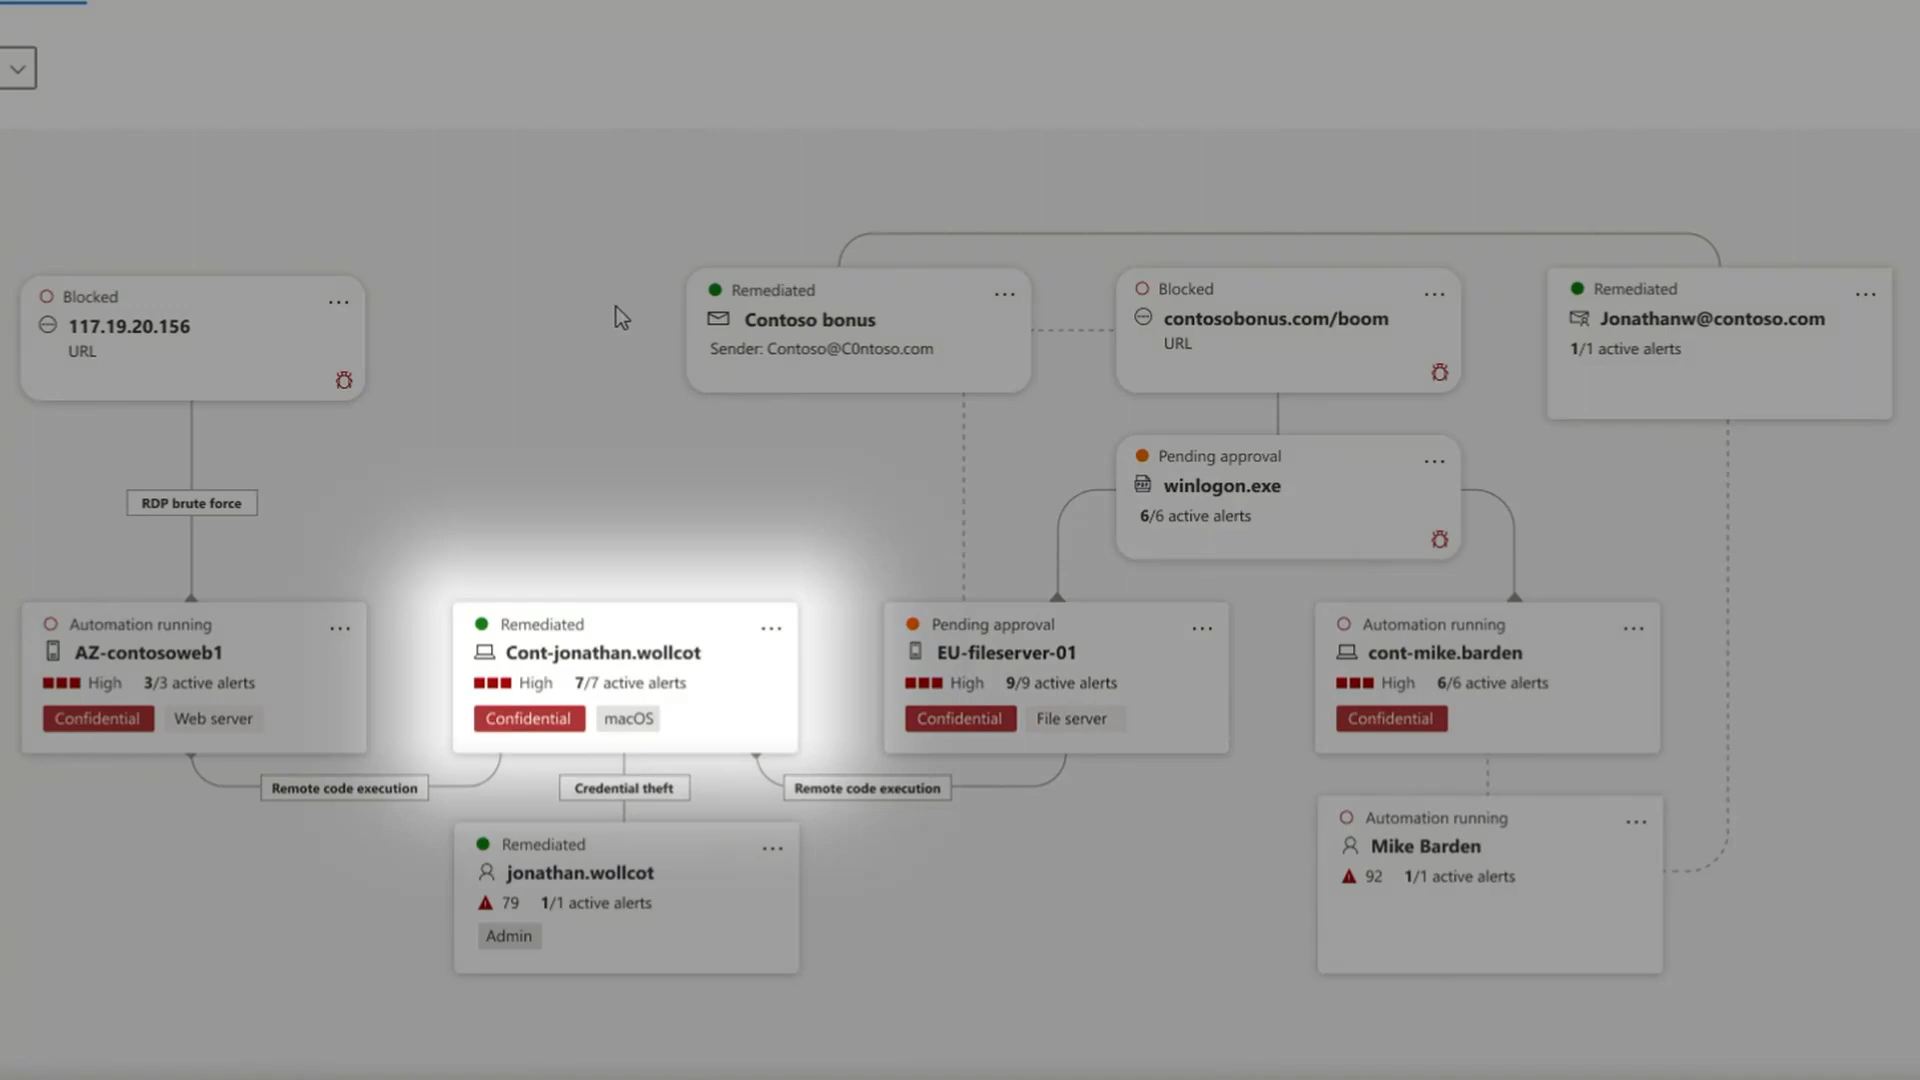 Blocked
117.19.20.156
URL
Remediated
Contoso bonus
Sender: Contoso@C0ntoso.com
Blocked
contosobonus.com/boom
URL
Remediated
Jonathanw@contoso.com
1/1 active alerts
Pending approval
winlogon.exe
6/6 active alerts
RDP brute force
Automation running
AZ-contosoweb1
High 3/3 active alerts
Confidential Web server
Remediated
Cont-jonathan.wollcot
High 7/7 active alerts
Confidential macOS
Pending approval
EU-fileserver-01
High 9/9 active alerts
Confidential File server
Automation running
cont-mike.barden
High 6/6 active alerts
Confidential
Remote code execution
Credential theft
Remote code execution
Remediated
jonathan.wollcot
79 1/1 active alerts
Admin
Automation running
Mike Barden
92 1/1 active alerts